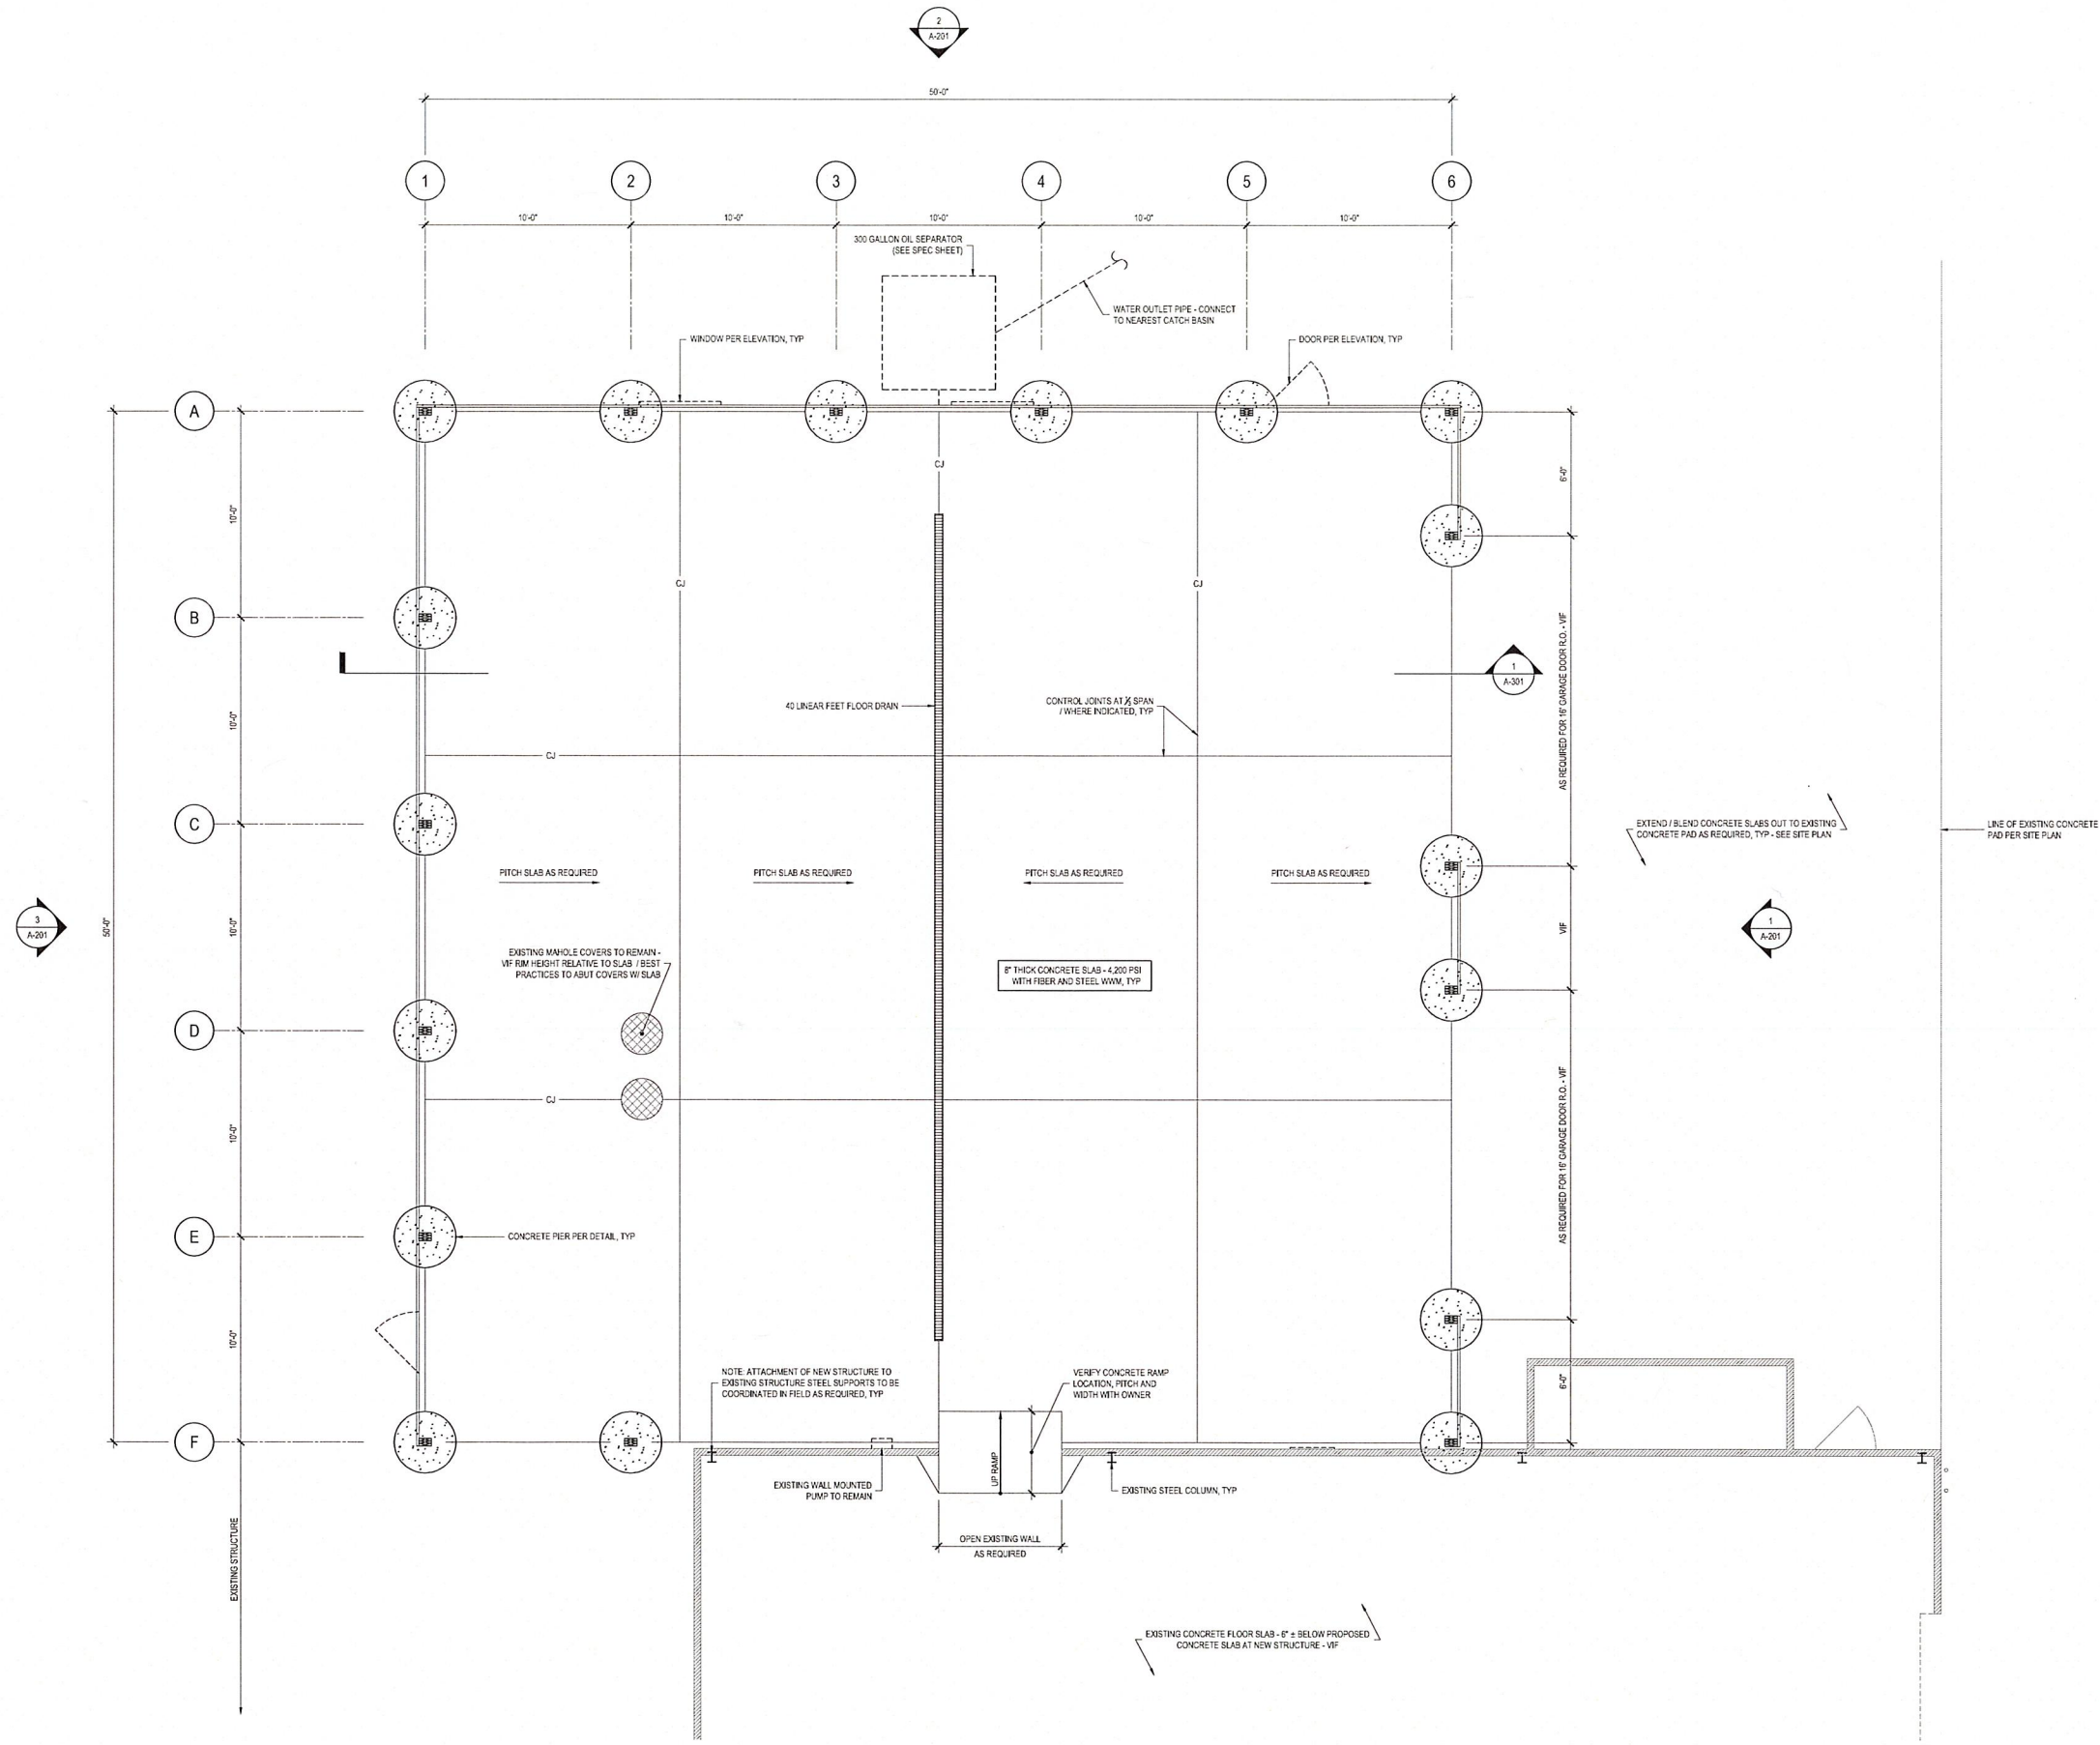 2
A-201
50'-0"
1
2
3
4
5
6
10'-0"
10'-0"
10'-0"
10'-0"
10'-0"
300 GALLON OIL SEPARATOR
(SEE SPEC SHEET)
WATER OUTLET PIPE - CONNECT
TO NEAREST CATCH BASIN
WINDOW PER ELEVATION, TYP
DOOR PER ELEVATION, TYP
A
B
C
D
E
F
10'-0"
10'-0"
10'-0"
10'-0"
10'-0"
50'-0"
EXISTING STRUCTURE
3
A-201
CJ
CJ
CJ
CJ
CJ
6'-0"
AS REQUIRED FOR 16' GARAGE DOOR R.O. - VIF
VIF
AS REQUIRED FOR 16' GARAGE DOOR R.O. - VIF
6'-0"
1
A-301
40 LINEAR FEET FLOOR DRAIN
CONTROL JOINTS AT ⅓ SPAN
/ WHERE INDICATED, TYP
EXTEND / BLEND CONCRETE SLABS OUT TO EXISTING
CONCRETE PAD AS REQUIRED, TYP - SEE SITE PLAN
LINE OF EXISTING CONCRETE
PAD PER SITE PLAN
PITCH SLAB AS REQUIRED
PITCH SLAB AS REQUIRED
PITCH SLAB AS REQUIRED
PITCH SLAB AS REQUIRED
1
A-201
EXISTING MAHOLE COVERS TO REMAIN -
VIF RIM HEIGHT RELATIVE TO SLAB / BEST
PRACTICES TO ABUT COVERS W/ SLAB
8" THICK CONCRETE SLAB - 4,200 PSI
WITH FIBER AND STEEL WWM, TYP
CONCRETE PIER PER DETAIL, TYP
NOTE: ATTACHMENT OF NEW STRUCTURE TO
EXISTING STRUCTURE STEEL SUPPORTS TO BE
COORDINATED IN FIELD AS REQUIRED, TYP
VERIFY CONCRETE RAMP
LOCATION, PITCH AND
WIDTH WITH OWNER
UP RAMP
EXISTING WALL MOUNTED
PUMP TO REMAIN
EXISTING STEEL COLUMN, TYP
OPEN EXISTING WALL
AS REQUIRED
EXISTING CONCRETE FLOOR SLAB - 6" ± BELOW PROPOSED
CONCRETE SLAB AT NEW STRUCTURE - VIF